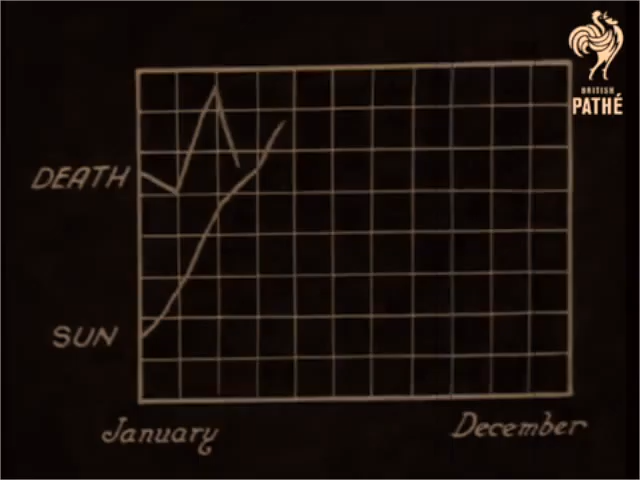 BRITISH
PATHÉ
DEATH
SUN
January
December